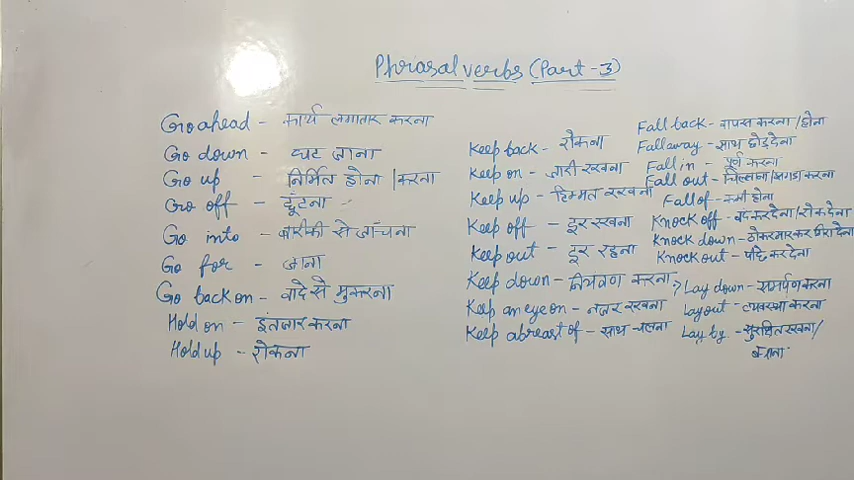 Phrasal verbs (Part-3)
Go ahead - कार्य लगातार करना
Go down - घट जाना
Go up - निर्मित होना/करना
Go off - छूटना
Go into - बारीकी से जाँचना
Go for - जाना
Go back on - वादे से मुकरना
Hold on - इंतजार करना
Hold up - रोकना
Keep back - रोकना
Keep on - जारी रखना
Keep up - हिम्मत रखना
Keep off - दूर रखना
Keep out - दूर रहना
Keep down - नियंत्रण करना
Keep an eye on - नजर रखना
Keep abreast of - साथ चलना
Fall back - वापस करना/होना
Fall away - साथ छोड़ देना
Fall in - पूर्ण करना
Fall out - चिल्लाना/झगडा करना
Fall of - कमी होना
Knock off - बंद कर देना/रोक देना
Knock down - ठोकर मारकर गिरा देना
Knock out - कर देना
Lay down - समर्पण करना
Lay out - व्यवस्था करना
Lay by - सुरक्षित रखना/